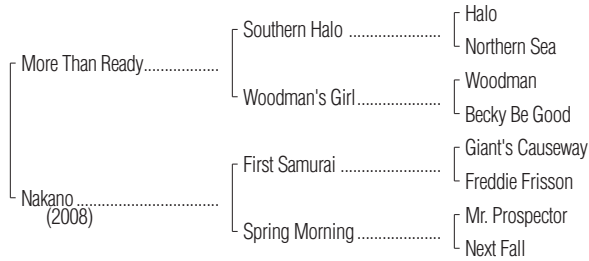 Halo
Southern Halo ....................
Northern Sea
More Than Ready..................
Woodman
Woodman's Girl....................
Becky Be Good
Giant's Causeway
First Samurai ......................
Freddie Frisson
Nakano ..................................
(2008)
Mr. Prospector
Spring Morning....................
Next Fall